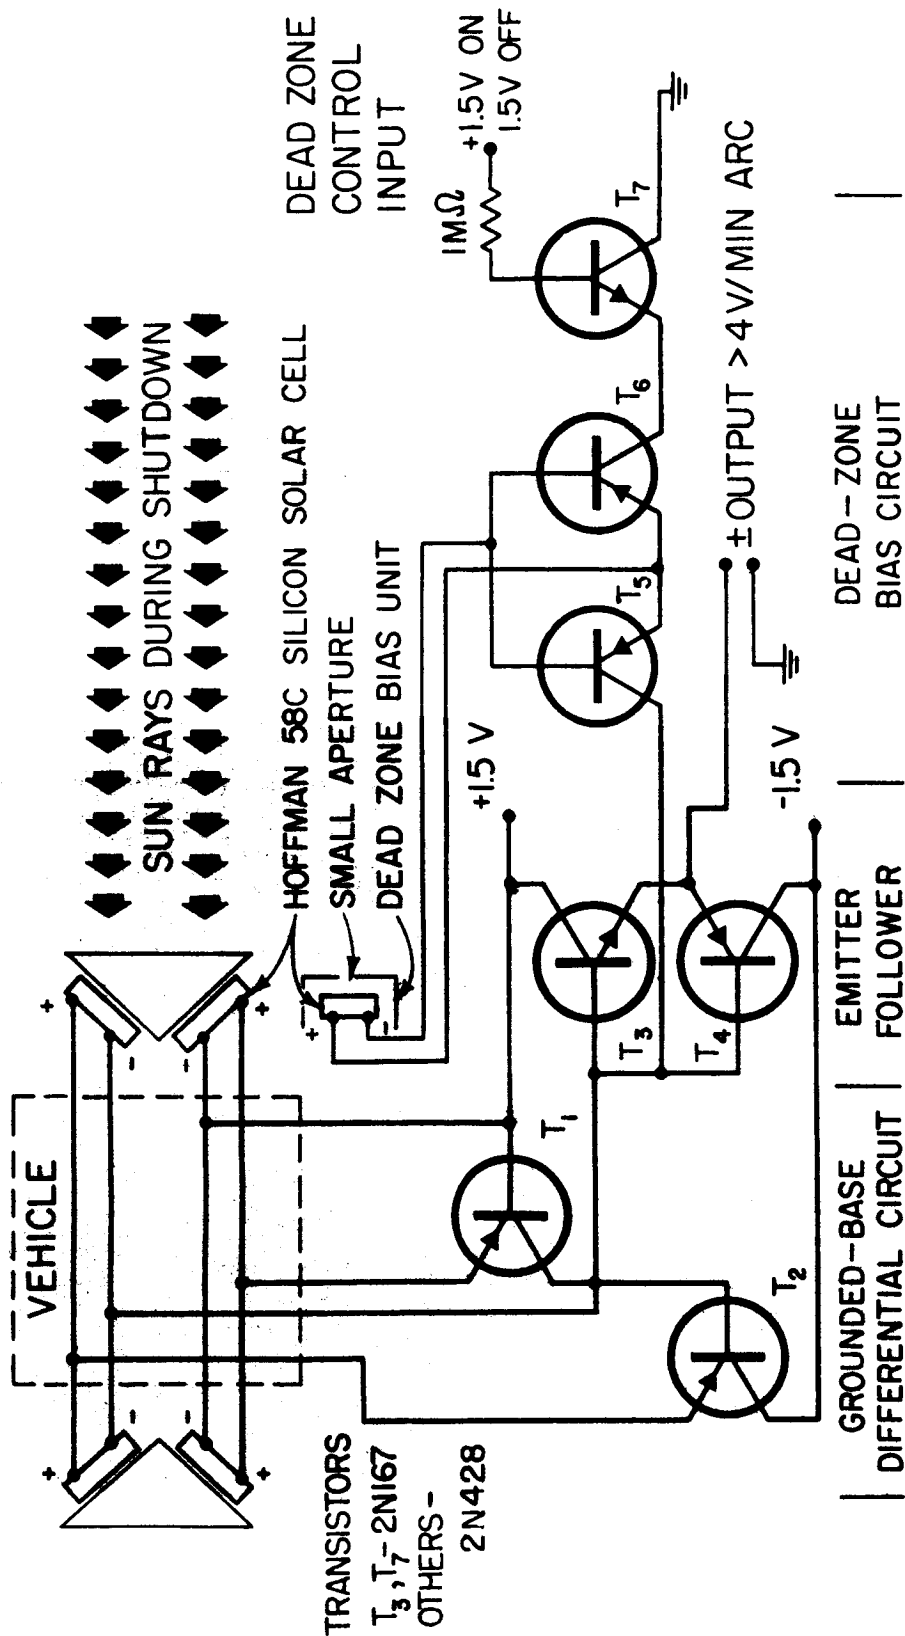 VEHICLE
SUN RAYS DURING SHUTDOWN
+
-
-
+
+
-
-
+
HOFFMAN 58C SILICON SOLAR CELL
SMALL APERTURE
DEAD ZONE BIAS UNIT
+
-
DEAD ZONE
CONTROL
INPUT
+1.5V ON
1.5V OFF
1MΩ
TRANSISTORS
T3,T7-2N167
OTHERS-
2N428
T1
T2
T3
T4
T5
T6
T7
+1.5 V
-1.5 V
±OUTPUT >4V/MIN ARC
GROUNDED-BASE
DIFFERENTIAL CIRCUIT
EMITTER
FOLLOWER
DEAD-ZONE
BIAS CIRCUIT